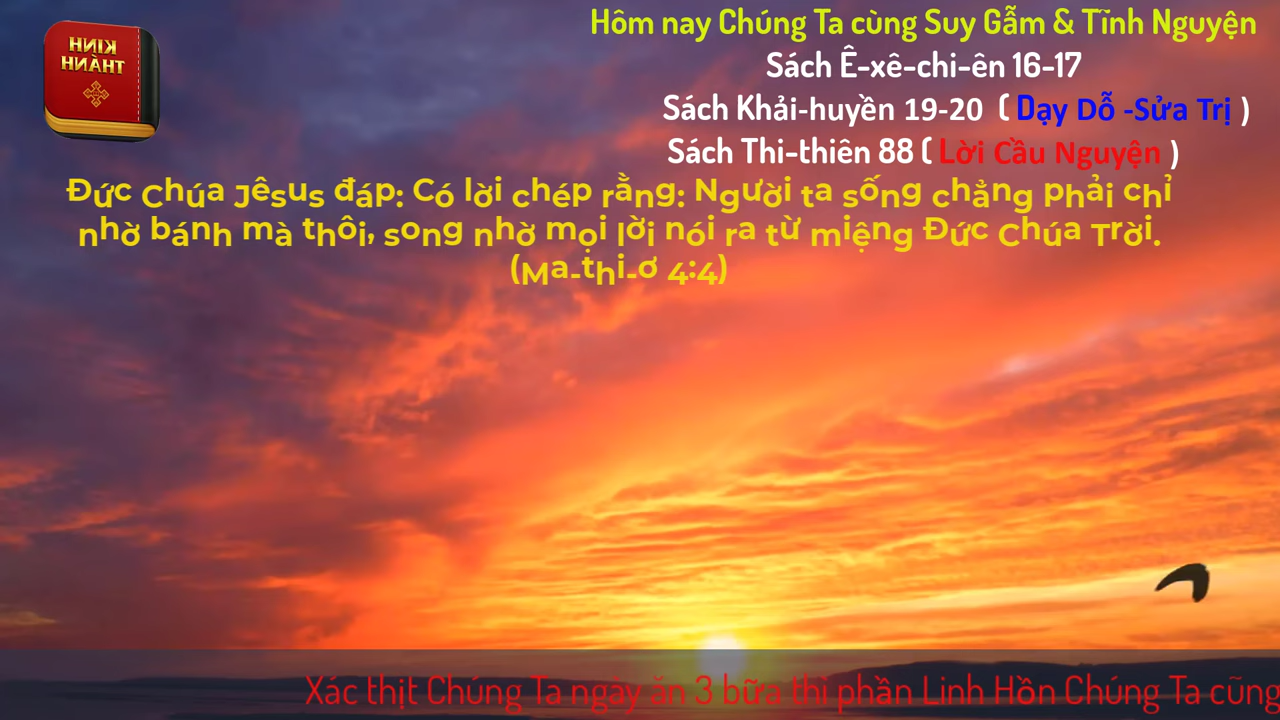 KINH
THÁNH
Hôm nay Chúng Ta cùng Suy Gẫm & Tĩnh Nguyện
Sách Ê-xê-chi-ên 16-17
Sách Khải-huyền 19-20 ( Dạy Dỗ -Sửa Trị )
Sách Thi-thiên 88 ( Lời Cầu Nguyện )
Đức Chúa Jêsus đáp: Có lời chép rằng: Người ta sống chẳng phải chỉ
nhờ bánh mà thôi, song nhờ mọi lời nói ra từ miệng Đức Chúa Trời.
(Ma-thi-ơ 4:4)
Xác thịt Chúng Ta ngày ăn 3 bữa thì phần Linh Hồn Chúng Ta cũng